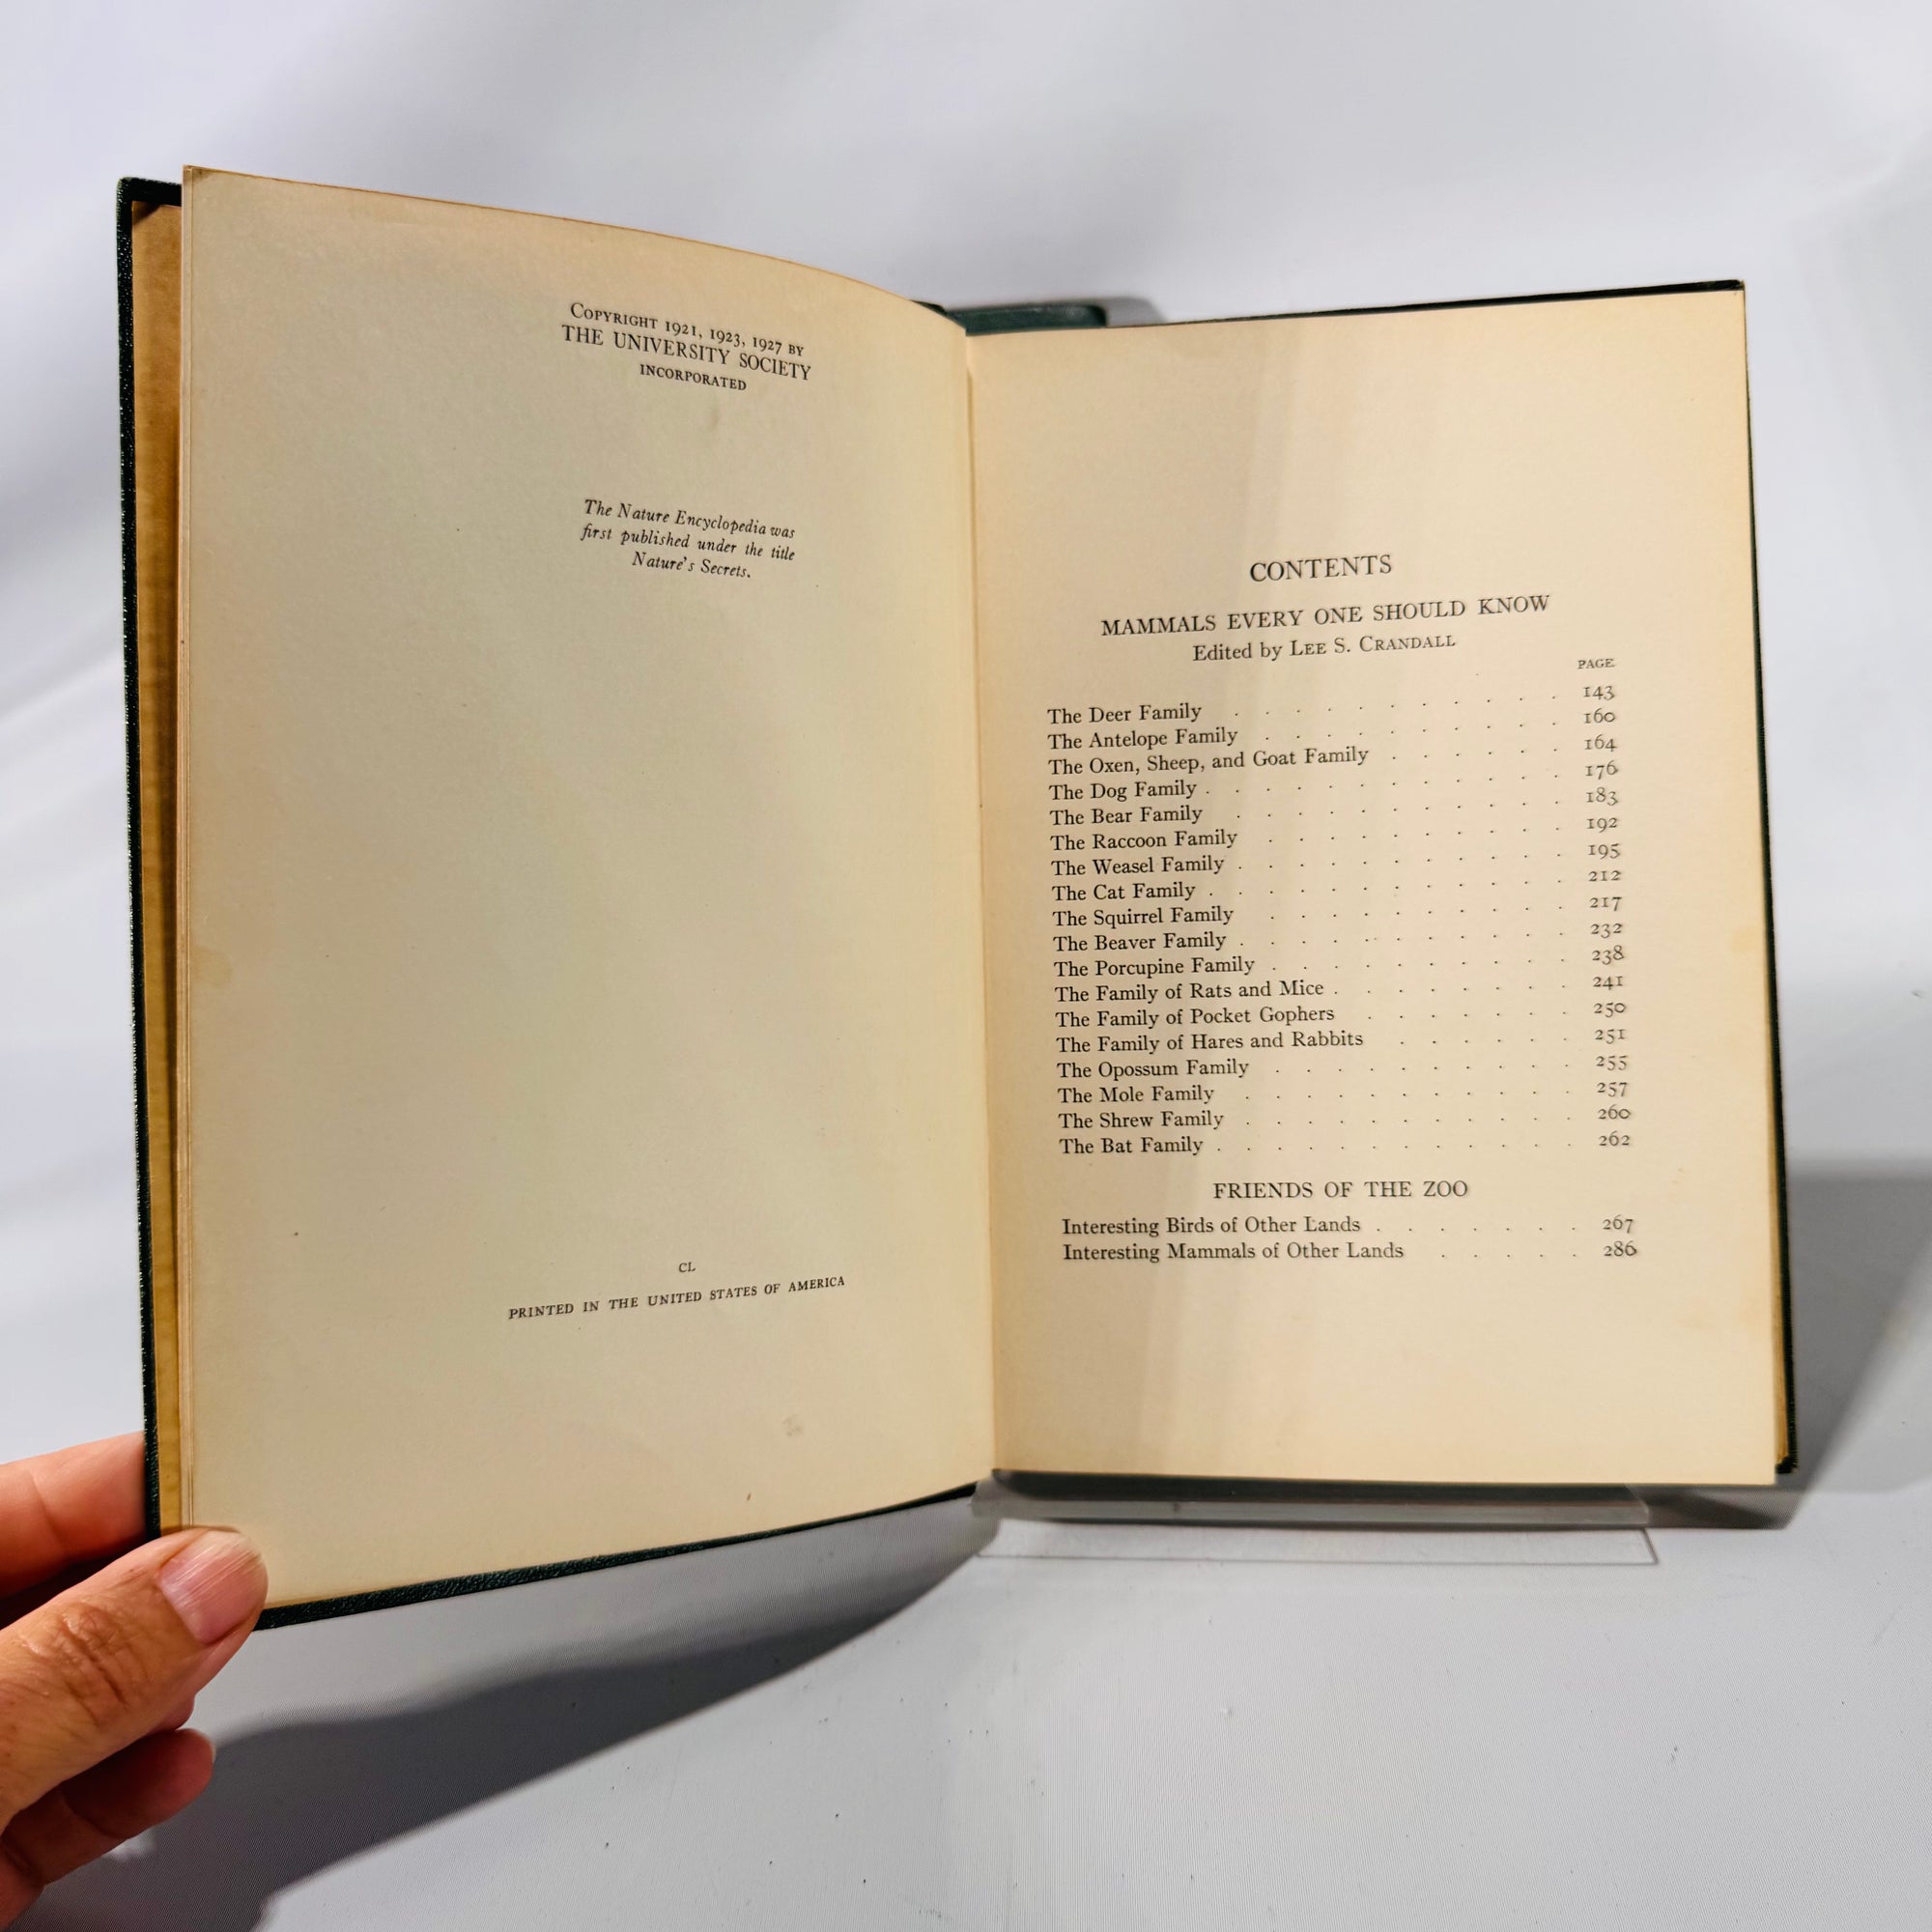 COPYRIGHT 1921, 1923, 1927 BY
THE UNIVERSITY SOCIETY
INCORPORATED
The Nature Encyclopedia was
first published under the title
Nature's Secrets.
CL
PRINTED IN THE UNITED STATES OF AMERICA
CONTENTS
MAMMALS EVERY ONE SHOULD KNOW
Edited by LEE S. CRANDALL
PAGE
The Deer Family . . . . . . . . . . . 143
The Antelope Family . . . . . . . . . . 160
The Oxen, Sheep, and Goat Family . . . . . . 164
The Dog Family . . . . . . . . . . . . 176
The Bear Family . . . . . . . . . . . 183
The Raccoon Family . . . . . . . . . . 192
The Weasel Family . . . . . . . . . . . 195
The Cat Family . . . . . . . . . . . . 212
The Squirrel Family . . . . . . . . . . 217
The Beaver Family . . . . . . . . . . . 232
The Porcupine Family . . . . . . . . . . 238
The Family of Rats and Mice . . . . . . . . 241
The Family of Pocket Gophers . . . . . . . 250
The Family of Hares and Rabbits . . . . . . 251
The Opossum Family . . . . . . . . . . 255
The Mole Family . . . . . . . . . . . 257
The Shrew Family . . . . . . . . . . . 260
The Bat Family . . . . . . . . . . . . 262
FRIENDS OF THE ZOO
Interesting Birds of Other Lands . . . . . . . 267
Interesting Mammals of Other Lands . . . . . 286